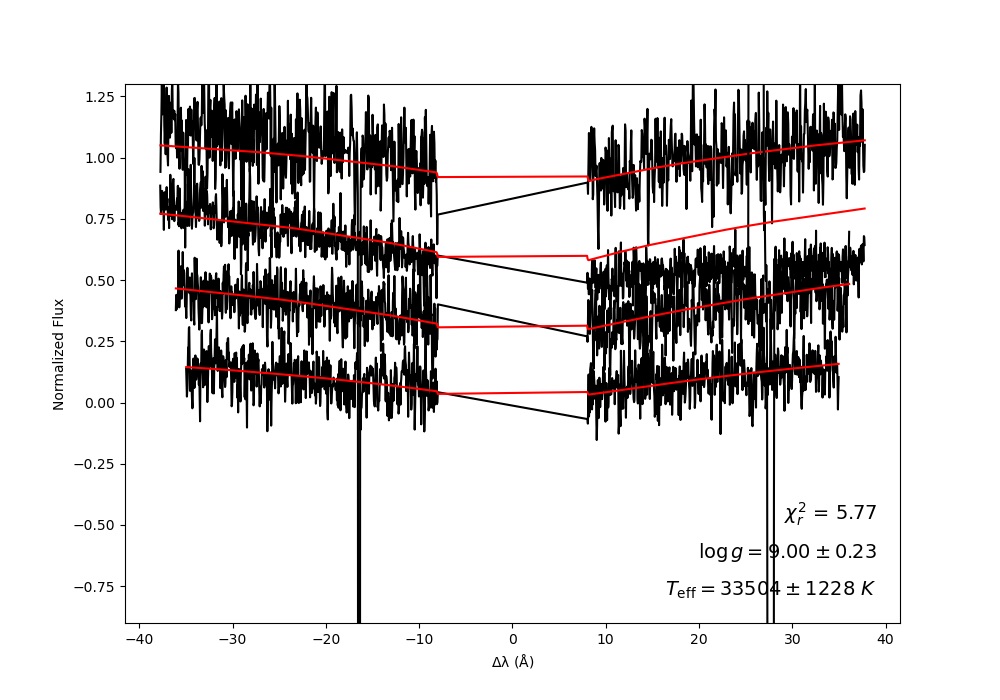 1.25
1.00
0.75
0.50
0.25
0.00
−0.25
−0.50
−0.75
Normalized Flux
χ²ᵣ = 5.77
log g = 9.00 ± 0.23
T_eff = 33504 ± 1228 K
−40 −30 −20 −10 0 10 20 30 40
Δλ (Å)